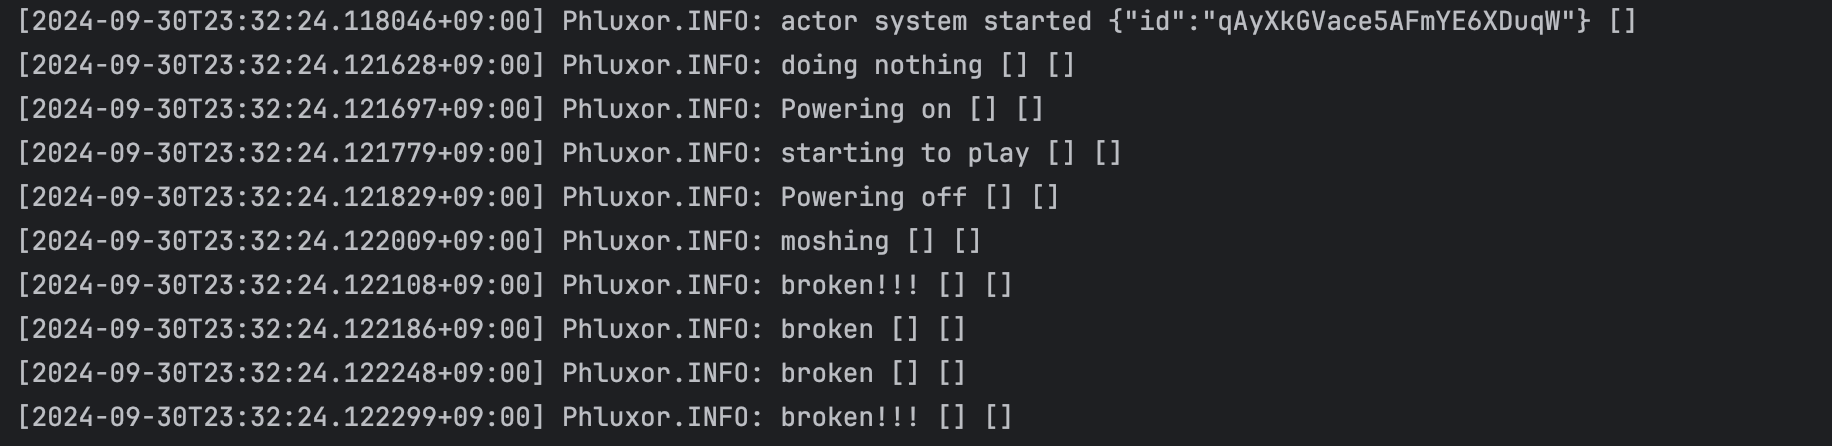 [2024-09-30T23:32:24.118046+09:00] Phluxor.INFO: actor system started {"id":"qAyXkGVace5AFmYE6XDuqW"} []
[2024-09-30T23:32:24.121628+09:00] Phluxor.INFO: doing nothing [] []
[2024-09-30T23:32:24.121697+09:00] Phluxor.INFO: Powering on [] []
[2024-09-30T23:32:24.121779+09:00] Phluxor.INFO: starting to play [] []
[2024-09-30T23:32:24.121829+09:00] Phluxor.INFO: Powering off [] []
[2024-09-30T23:32:24.122009+09:00] Phluxor.INFO: moshing [] []
[2024-09-30T23:32:24.122108+09:00] Phluxor.INFO: broken!!! [] []
[2024-09-30T23:32:24.122186+09:00] Phluxor.INFO: broken [] []
[2024-09-30T23:32:24.122248+09:00] Phluxor.INFO: broken [] []
[2024-09-30T23:32:24.122299+09:00] Phluxor.INFO: broken!!! [] []